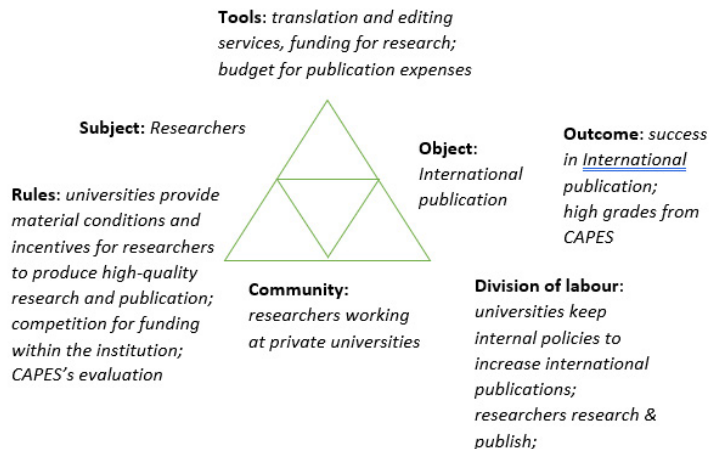 Tools: translation and editing
services, funding for research;
budget for publication expenses
Subject: Researchers
Object:
International
publication
Outcome: success
in International
publication;
high grades from
CAPES
Rules: universities provide
material conditions and
incentives for researchers
to produce high-quality
research and publication;
competition for funding
within the institution;
CAPES's evaluation
Community:
researchers working
at private universities
Division of labour:
universities keep
internal policies to
increase international
publications;
researchers research &
publish;